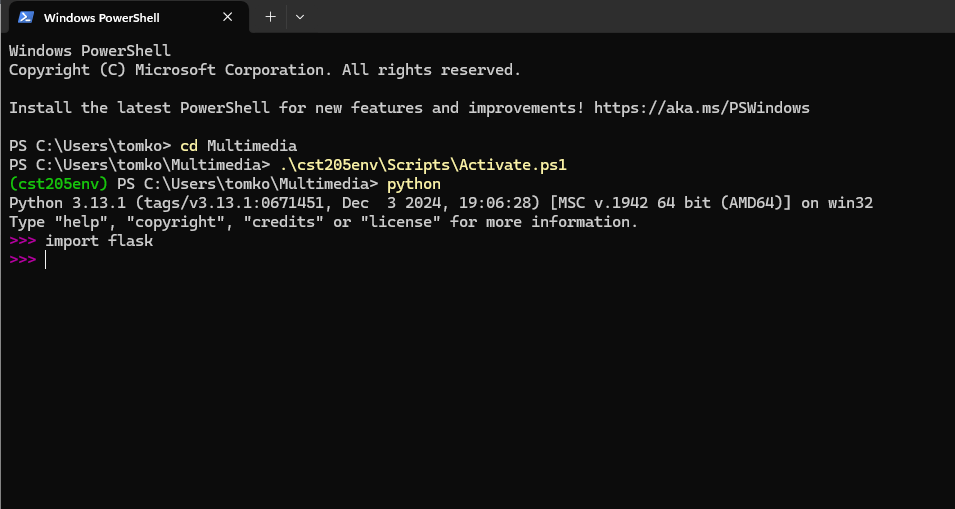 Windows PowerShell
Windows PowerShell
Copyright (C) Microsoft Corporation. All rights reserved.
Install the latest PowerShell for new features and improvements! https://aka.ms/PSWindows
PS C:\Users\tomko> cd Multimedia
PS C:\Users\tomko\Multimedia> .\cst205env\Scripts\Activate.ps1
(cst205env) PS C:\Users\tomko\Multimedia> python
Python 3.13.1 (tags/v3.13.1:0671451, Dec  3 2024, 19:06:28) [MSC v.1942 64 bit (AMD64)] on win32
Type "help", "copyright", "credits" or "license" for more information.
>>> import flask
>>>